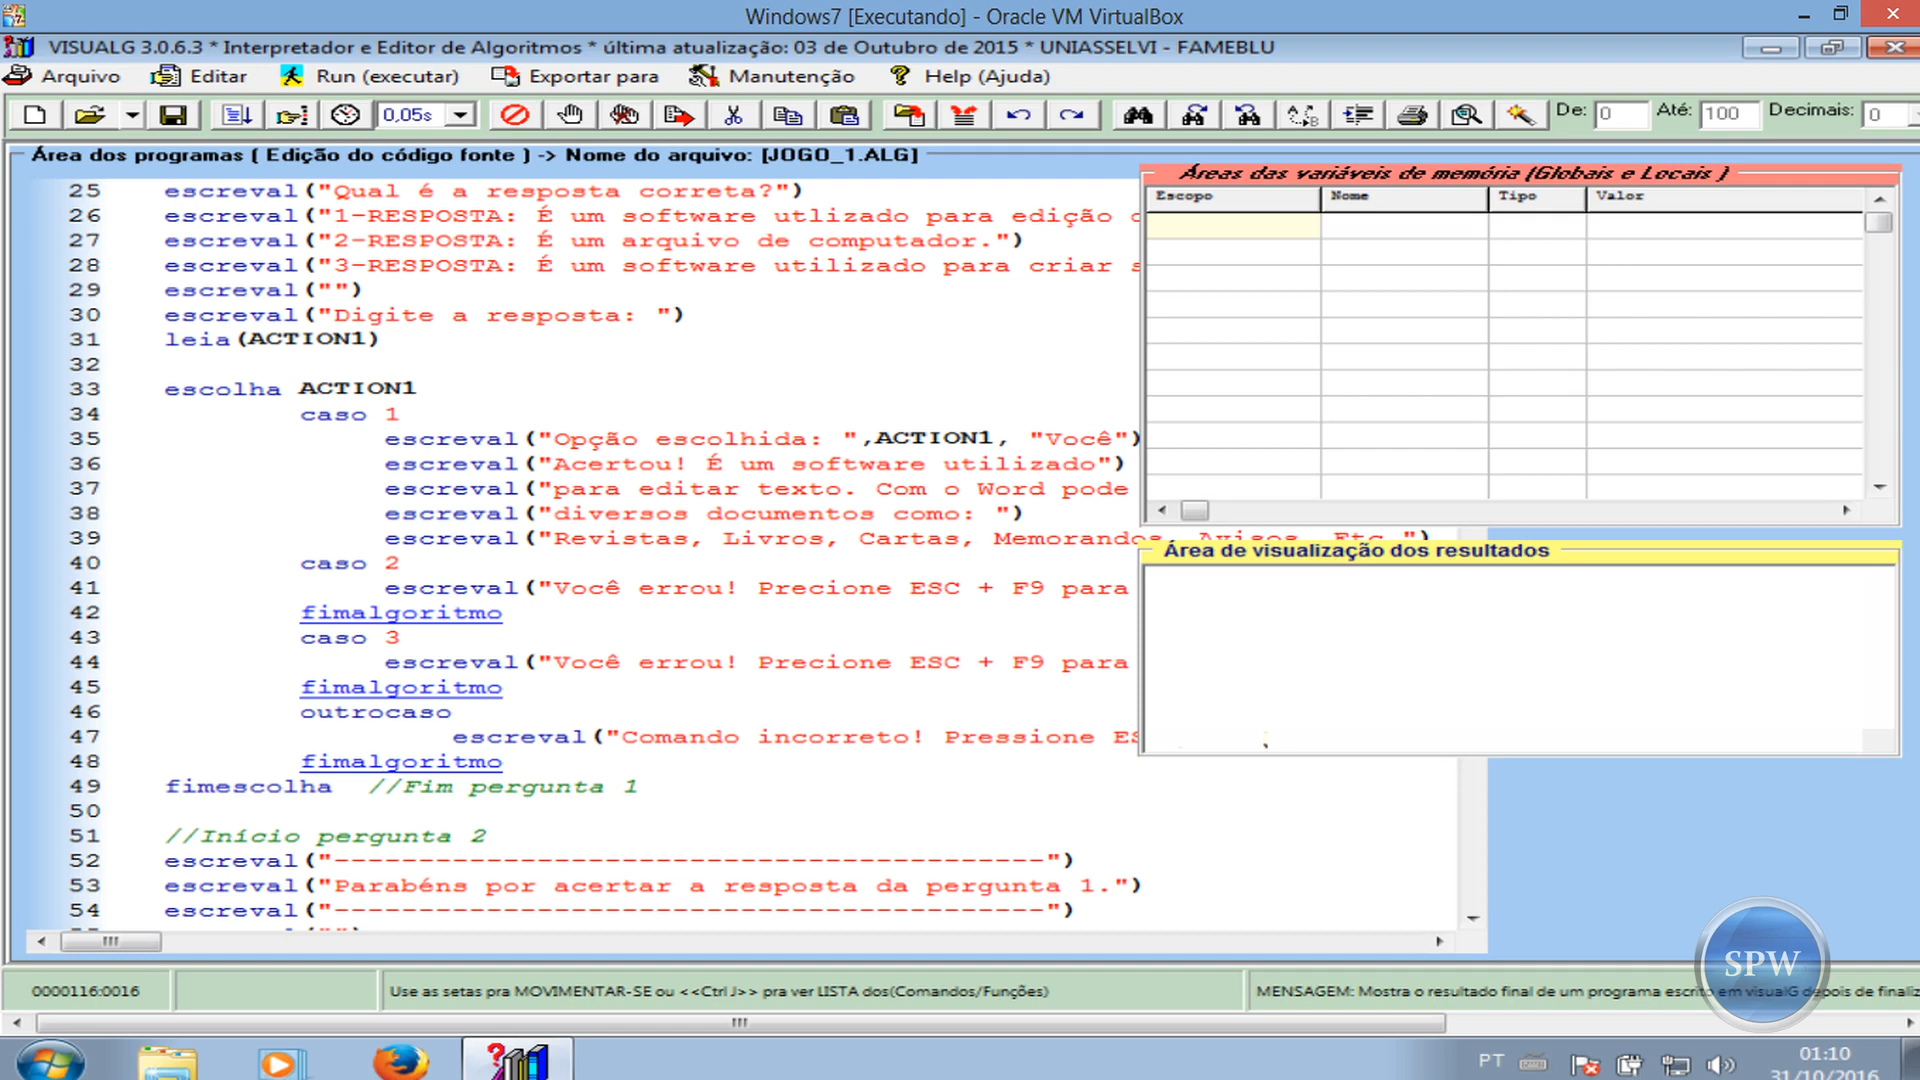 Windows7 [Executando] - Oracle VM VirtualBox
VISUALG 3.0.6.3 * Interpretador e Editor de Algoritmos * última atualização: 03 de Outubro de 2015 * UNIASSELVI - FAMEBLU
Arquivo Editar Run (executar) Exportar para Manutenção Help (Ajuda)
0,05s De: 0 Até: 100 Decimais: 0
Área dos programas ( Edição do código fonte ) -> Nome do arquivo: [JOGO_1.ALG]
Áreas das variáveis de memória (Globais e Locais )
Escopo Nome Tipo Valor
25 escreval("Qual é a resposta correta?")
26 escreval("1-RESPOSTA: É um software utlizado para edição
27 escreval("2-RESPOSTA: É um arquivo de computador.")
28 escreval("3-RESPOSTA: É um software utilizado para criar
29 escreval("")
30 escreval("Digite a resposta: ")
31 leia(ACTION1)
32
33 escolha ACTION1
34 caso 1
35 escreval("Opção escolhida: ",ACTION1, "Você")
36 escreval("Acertou! É um software utilizado")
37 escreval("para editar texto. Com o Word pode
38 escreval("diversos documentos como: ")
39 escreval("Revistas, Livros, Cartas, Memorandos, Avisos, Etc.")
40 caso 2
41 escreval("Você errou! Precione ESC + F9 para
42 fimalgoritmo
43 caso 3
44 escreval("Você errou! Precione ESC + F9 para
45 fimalgoritmo
46 outrocaso
47 escreval("Comando incorreto! Pressione ES
48 fimalgoritmo
49 fimescolha //Fim pergunta 1
50
51 //Início pergunta 2
52 escreval("------------------------------------------")
53 escreval("Parabéns por acertar a resposta da pergunta 1.")
54 escreval("------------------------------------------")
Área de visualização dos resultados
SPW
0000116:0016
Use as setas pra MOVIMENTAR-SE ou <<Ctrl J>> pra ver LISTA dos(Comandos/Funções)
MENSAGEM: Mostra o resultado final de um programa escrito em visualG depois de finaliz
PT
01:10
31/10/2016